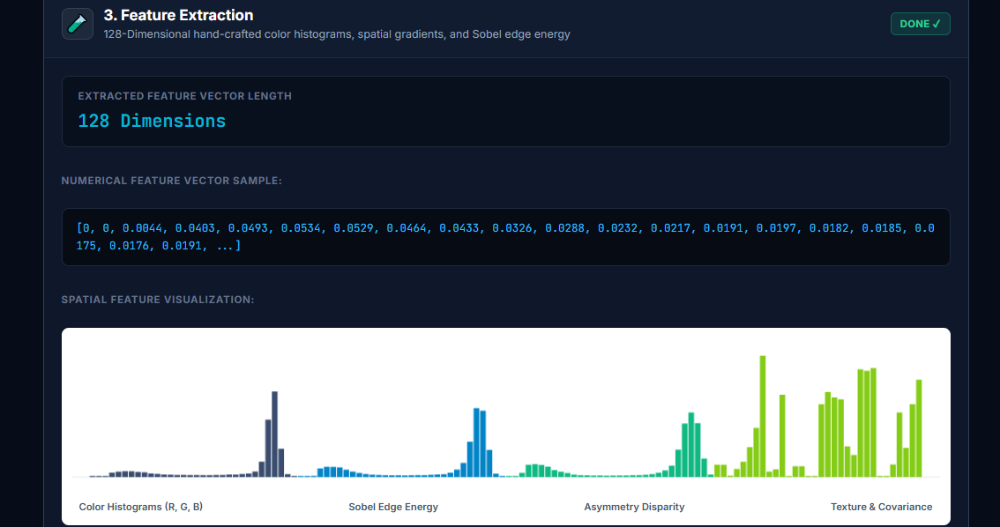 3. Feature Extraction
128-Dimensional hand-crafted color histograms, spatial gradients, and Sobel edge energy
DONE ✓
EXTRACTED FEATURE VECTOR LENGTH
128 Dimensions
NUMERICAL FEATURE VECTOR SAMPLE:
[0, 0, 0.0044, 0.0403, 0.0493, 0.0534, 0.0529, 0.0464, 0.0433, 0.0326, 0.0288, 0.0232, 0.0217, 0.0191, 0.0197, 0.0182, 0.0185, 0.0
175, 0.0176, 0.0191, ...]
SPATIAL FEATURE VISUALIZATION:
Color Histograms (R, G, B)
Sobel Edge Energy
Asymmetry Disparity
Texture & Covariance